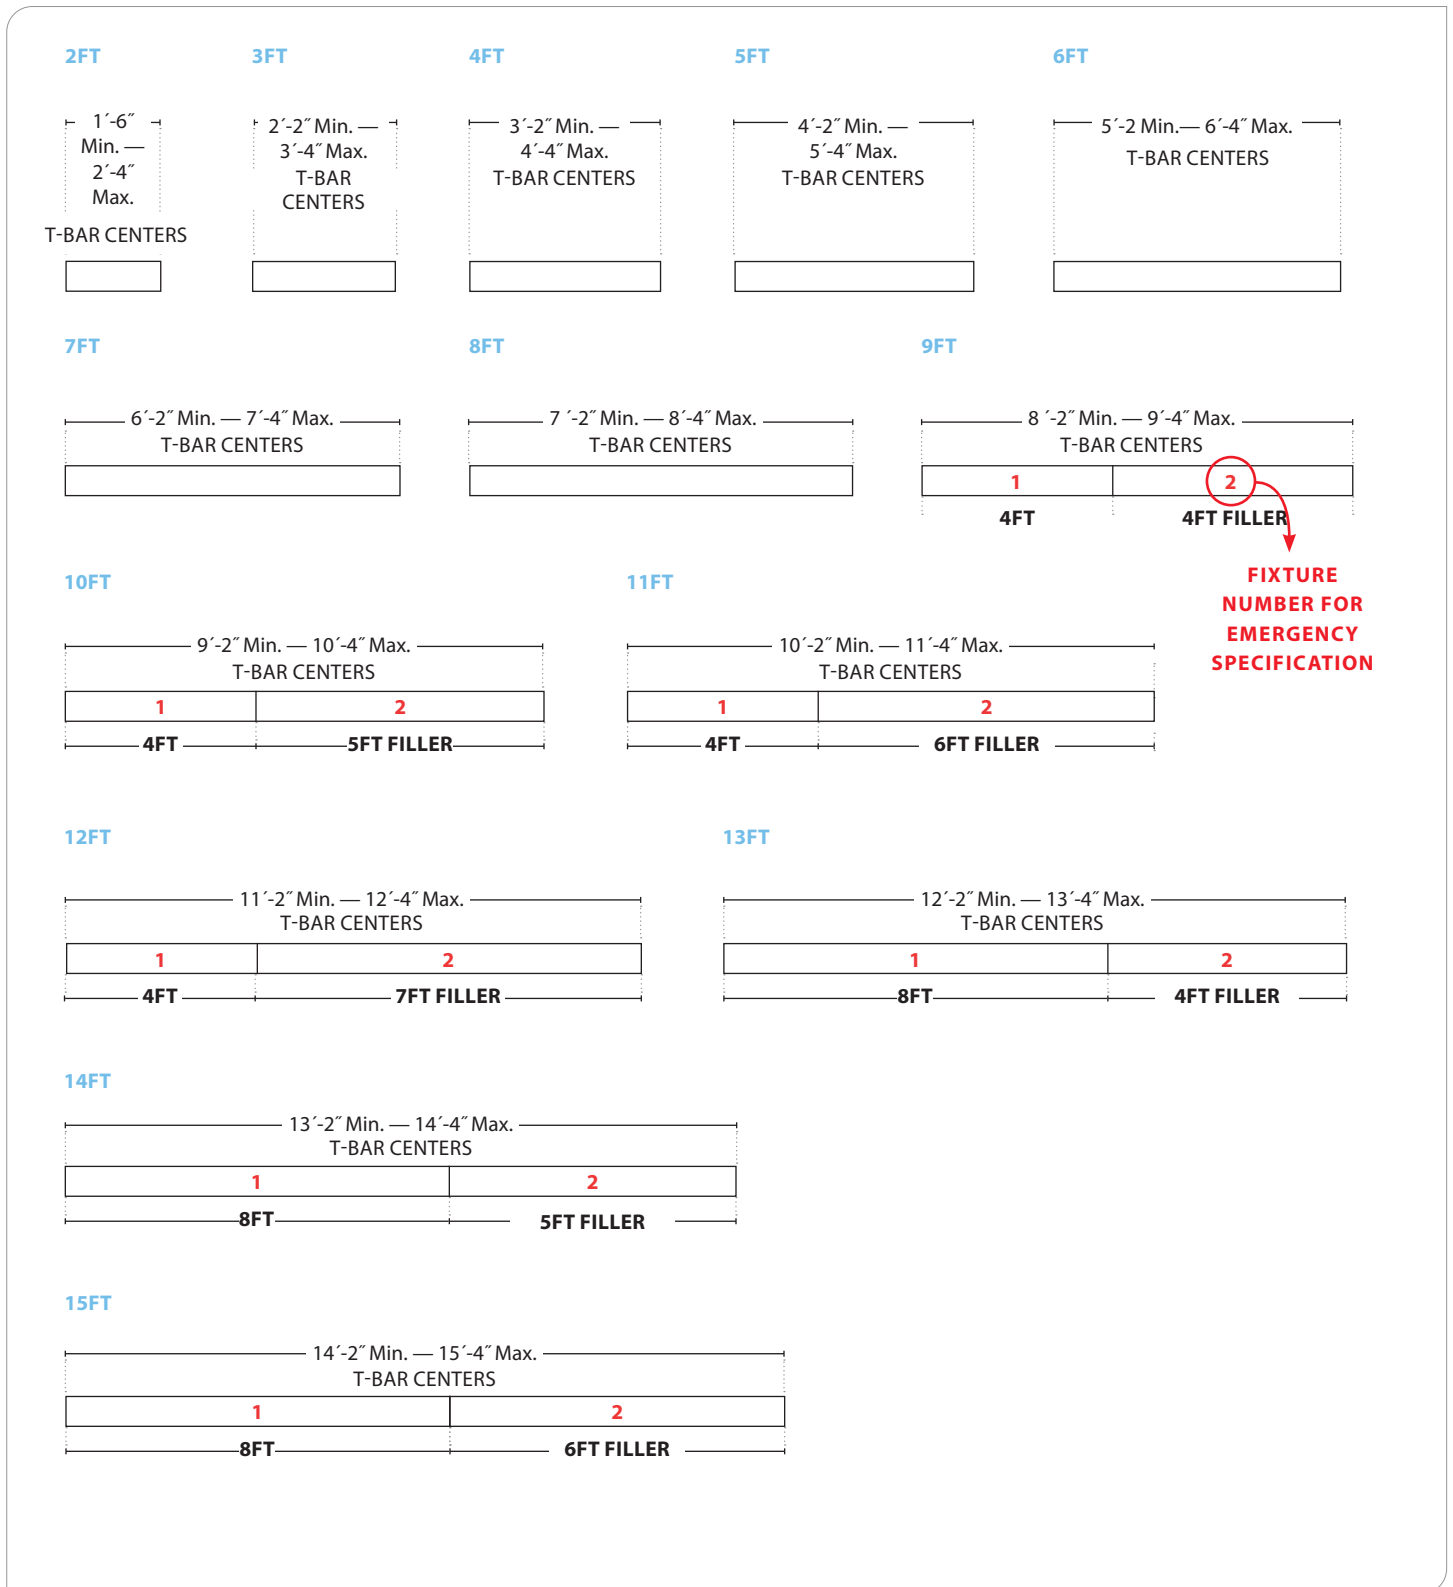 2FT
1´-6˝
Min. —
2´-4˝
Max.
T-BAR CENTERS
3FT
2´-2˝ Min. —
3´-4˝ Max.
T-BAR
CENTERS
4FT
3´-2˝ Min. —
4´-4˝ Max.
T-BAR CENTERS
5FT
4´-2˝ Min. —
5´-4˝ Max.
T-BAR CENTERS
6FT
5´-2 Min.— 6´-4˝ Max.
T-BAR CENTERS
7FT
6´-2˝ Min. — 7´-4˝ Max.
T-BAR CENTERS
8FT
7 ´-2˝ Min. — 8´-4˝ Max.
T-BAR CENTERS
9FT
8 ´-2˝ Min. — 9´-4˝ Max.
T-BAR CENTERS
1 2
4FT 4FT FILLER
FIXTURE
NUMBER FOR
EMERGENCY
SPECIFICATION
10FT
9´-2˝ Min. — 10´-4˝ Max.
T-BAR CENTERS
1 2
4FT 5FT FILLER
11FT
10´-2˝ Min. — 11´-4˝ Max.
T-BAR CENTERS
1 2
4FT 6FT FILLER
12FT
11´-2˝ Min. — 12´-4˝ Max.
T-BAR CENTERS
1 2
4FT 7FT FILLER
13FT
12´-2˝ Min. — 13´-4˝ Max.
T-BAR CENTERS
1 2
8FT 4FT FILLER
14FT
13´-2˝ Min. — 14´-4˝ Max.
T-BAR CENTERS
1 2
8FT 5FT FILLER
15FT
14´-2˝ Min. — 15´-4˝ Max.
T-BAR CENTERS
1 2
8FT 6FT FILLER